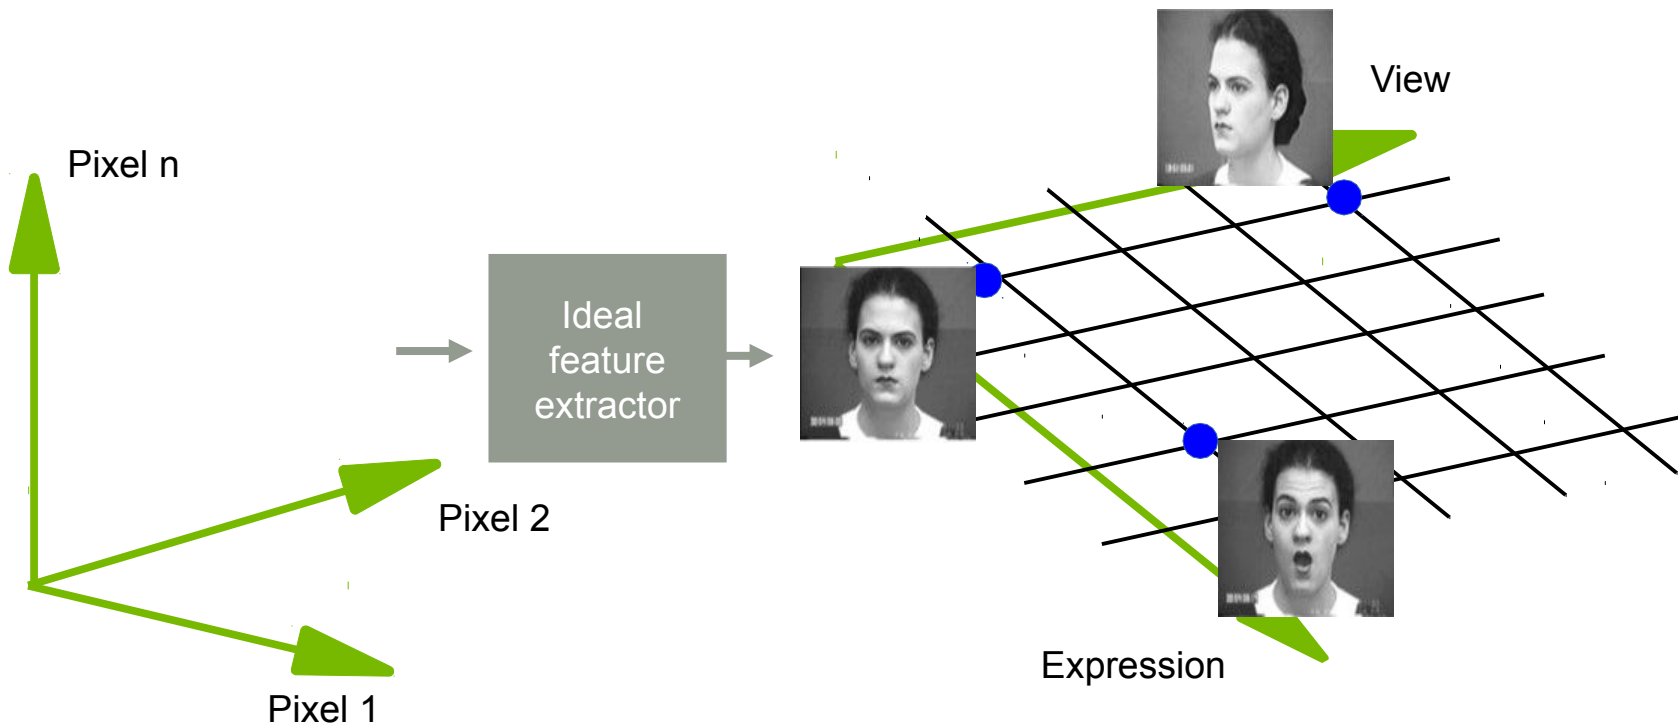 Pixel n
Pixel 2
Pixel 1
Ideal
feature
extractor
View
Expression